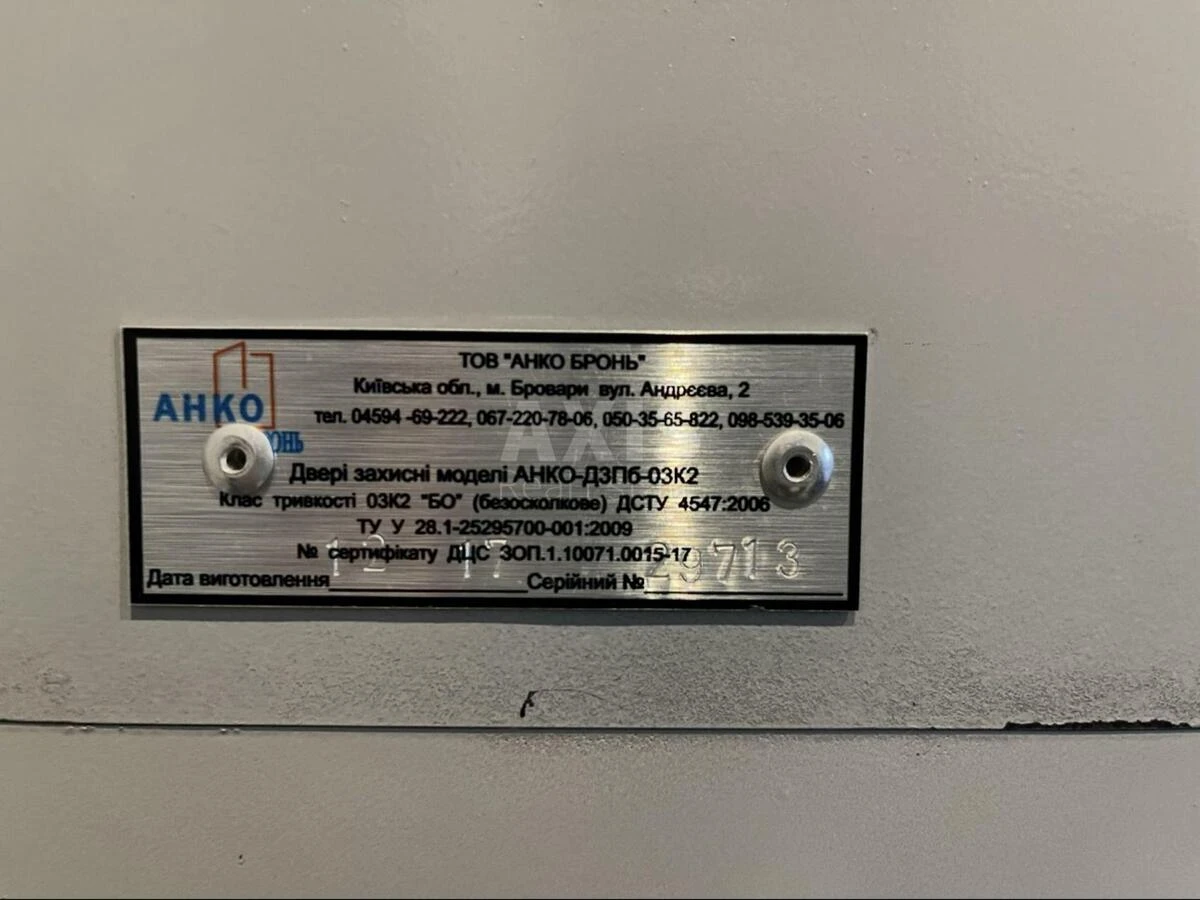 ТОВ "АНКО БРОНЬ"
Київська обл., м. Бровари вул. Андрєєва, 2
АНКО
тел. 04594 -69-222, 067-220-78-06, 050-35-65-822, 098-539-35-06
Двері захисні моделі АНКО-ДЗПб-03К2
Клас тривкості 03К2 "БО" (безосколкове) ДСТУ 4547:2006
ТУ У 28.1-25295700-001:2009
№ сертифікату ДЦС ЗОП.1.10071.0015-17
Дата виготовлення 12 17 Серійний № 29713